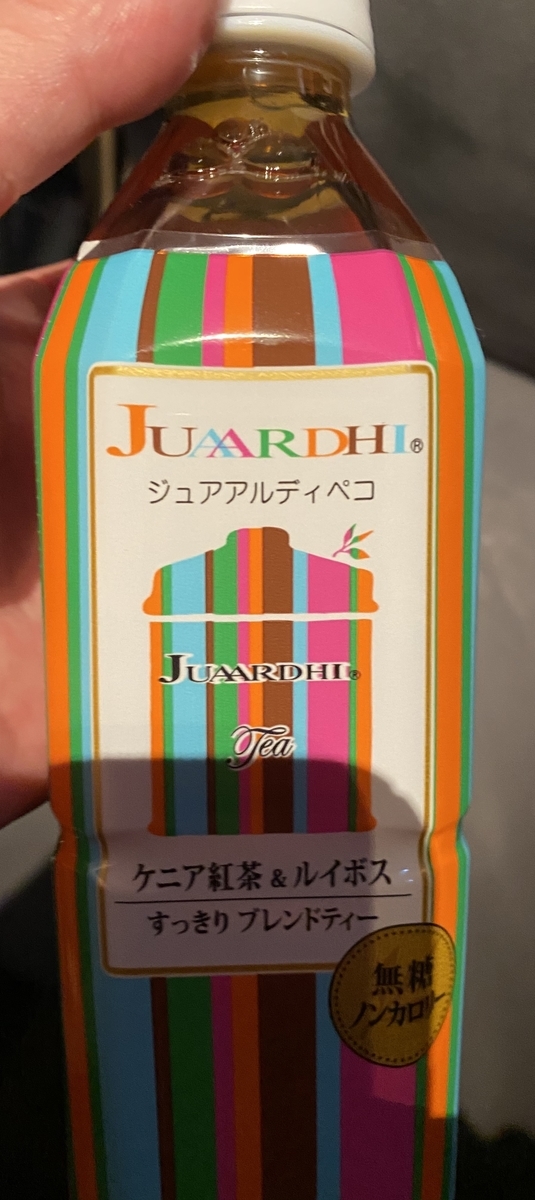 JUAARDHI®
ジュアアルディペコ
JUAARDHI®
Tea
ケニア紅茶 & ルイボス
すっきり ブレンドティー
無糖
ノンカロリー